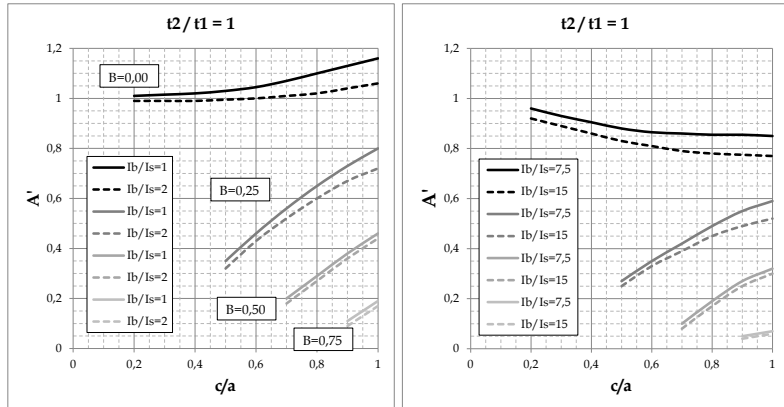 t2/t1 = 1
1,2
1
0,8
0,6
0,4
0,2
0
A'
B=0,00
B=0,25
B=0,50
B=0,75
Ib/Is=1
Ib/Is=2
Ib/Is=1
Ib/Is=2
Ib/Is=1
Ib/Is=2
Ib/Is=1
Ib/Is=2
0 0,2 0,4 0,6 0,8 1
c/a
t2/t1 = 1
1,2
1
0,8
0,6
0,4
0,2
0
A'
Ib/Is=7,5
Ib/Is=15
Ib/Is=7,5
Ib/Is=15
Ib/Is=7,5
Ib/Is=15
Ib/Is=7,5
Ib/Is=15
0 0,2 0,4 0,6 0,8 1
c/a